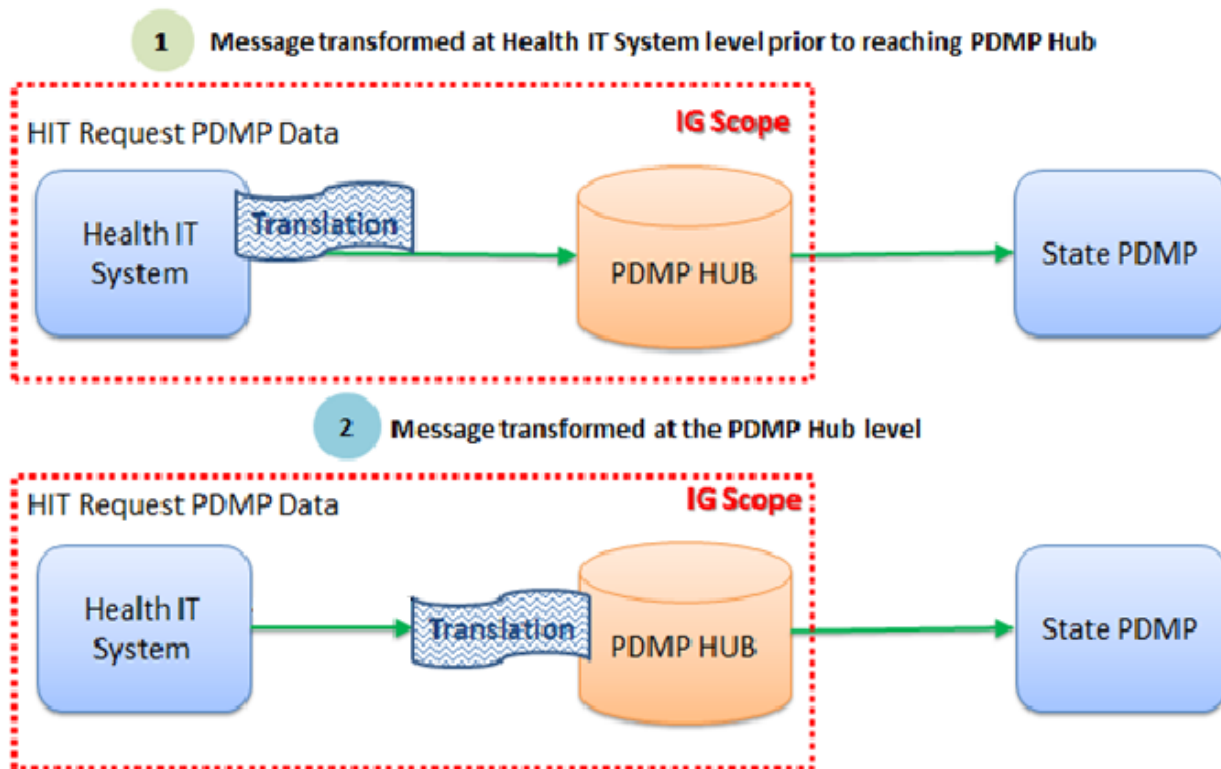 1 Message transformed at Health IT System level prior to reaching PDMP Hub
IG Scope
HIT Request PDMP Data
Health IT
System
Translation
PDMP HUB
State PDMP
2 Message transformed at the PDMP Hub level
IG Scope
HIT Request PDMP Data
Health IT
System
Translation
PDMP HUB
State PDMP